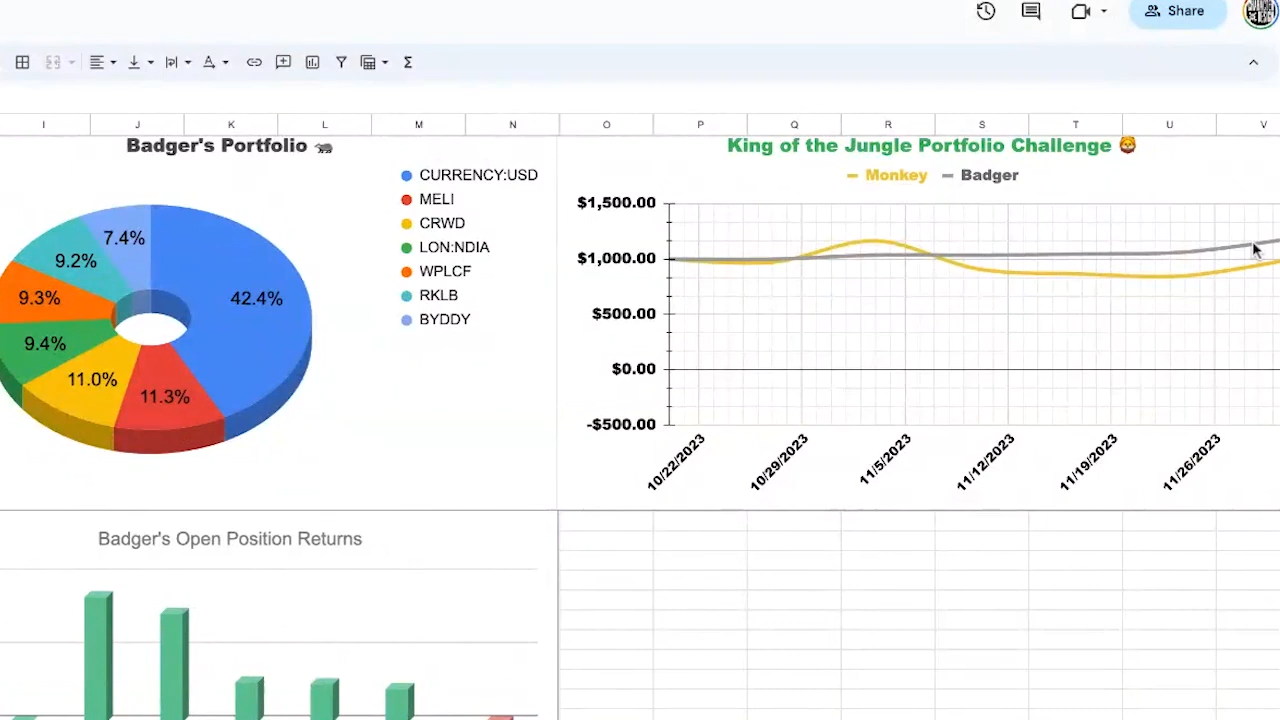 Share
I J K L M N O P Q R S T U V
Badger's Portfolio
CURRENCY:USD
MELI
CRWD
LON:NDIA
WPLCF
RKLB
BYDDY
7.4%
9.2%
9.3%
9.4%
11.0%
11.3%
42.4%
King of the Jungle Portfolio Challenge
Monkey Badger
$1,500.00
$1,000.00
$500.00
$0.00
-$500.00
10/22/2023
10/29/2023
11/5/2023
11/12/2023
11/19/2023
11/26/2023
Badger's Open Position Returns